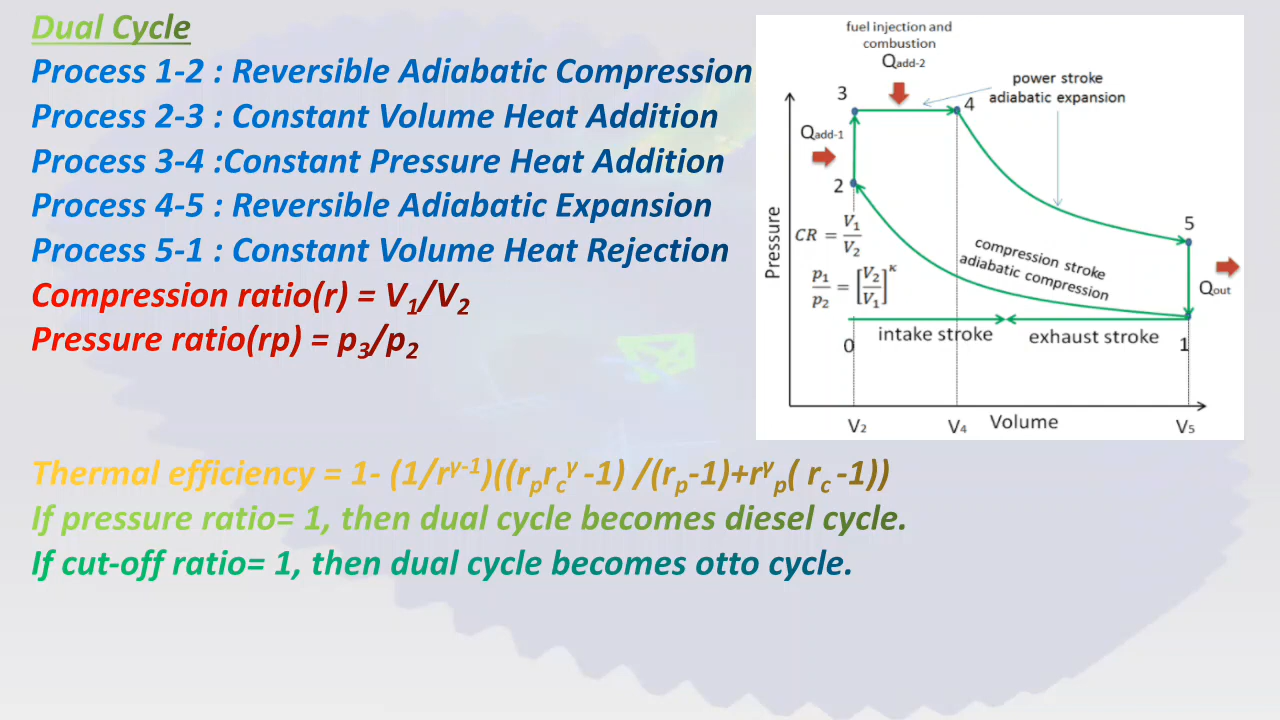 Dual Cycle
Process 1-2 : Reversible Adiabatic Compression
Process 2-3 : Constant Volume Heat Addition
Process 3-4 :Constant Pressure Heat Addition
Process 4-5 : Reversible Adiabatic Expansion
Process 5-1 : Constant Volume Heat Rejection
Compression ratio(r) = V₁/V₂
Pressure ratio(rp) = p₃/p₂
Thermal efficiency = 1- (1/r^γ-1)((r_p r_c^γ -1) /(r_p-1)+r^γ_p( r_c -1))
If pressure ratio= 1, then dual cycle becomes diesel cycle.
If cut-off ratio= 1, then dual cycle becomes otto cycle.
fuel injection and
combustion
Qadd-2
power stroke
adiabatic expansion
3
4
Qadd-1
2
5
CR = V₁/V₂
p₁/p₂ = [V₂/V₁]^κ
compression stroke
adiabatic compression
Qout
Pressure
intake stroke
exhaust stroke
0
1
V₂
V₄
Volume
V₅